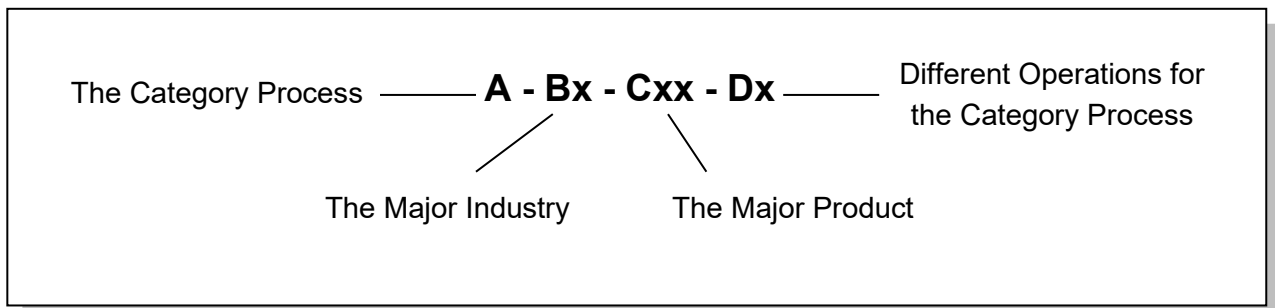 The Category Process
A - Bx - Cxx - Dx
Different Operations for
the Category Process
The Major Industry
The Major Product